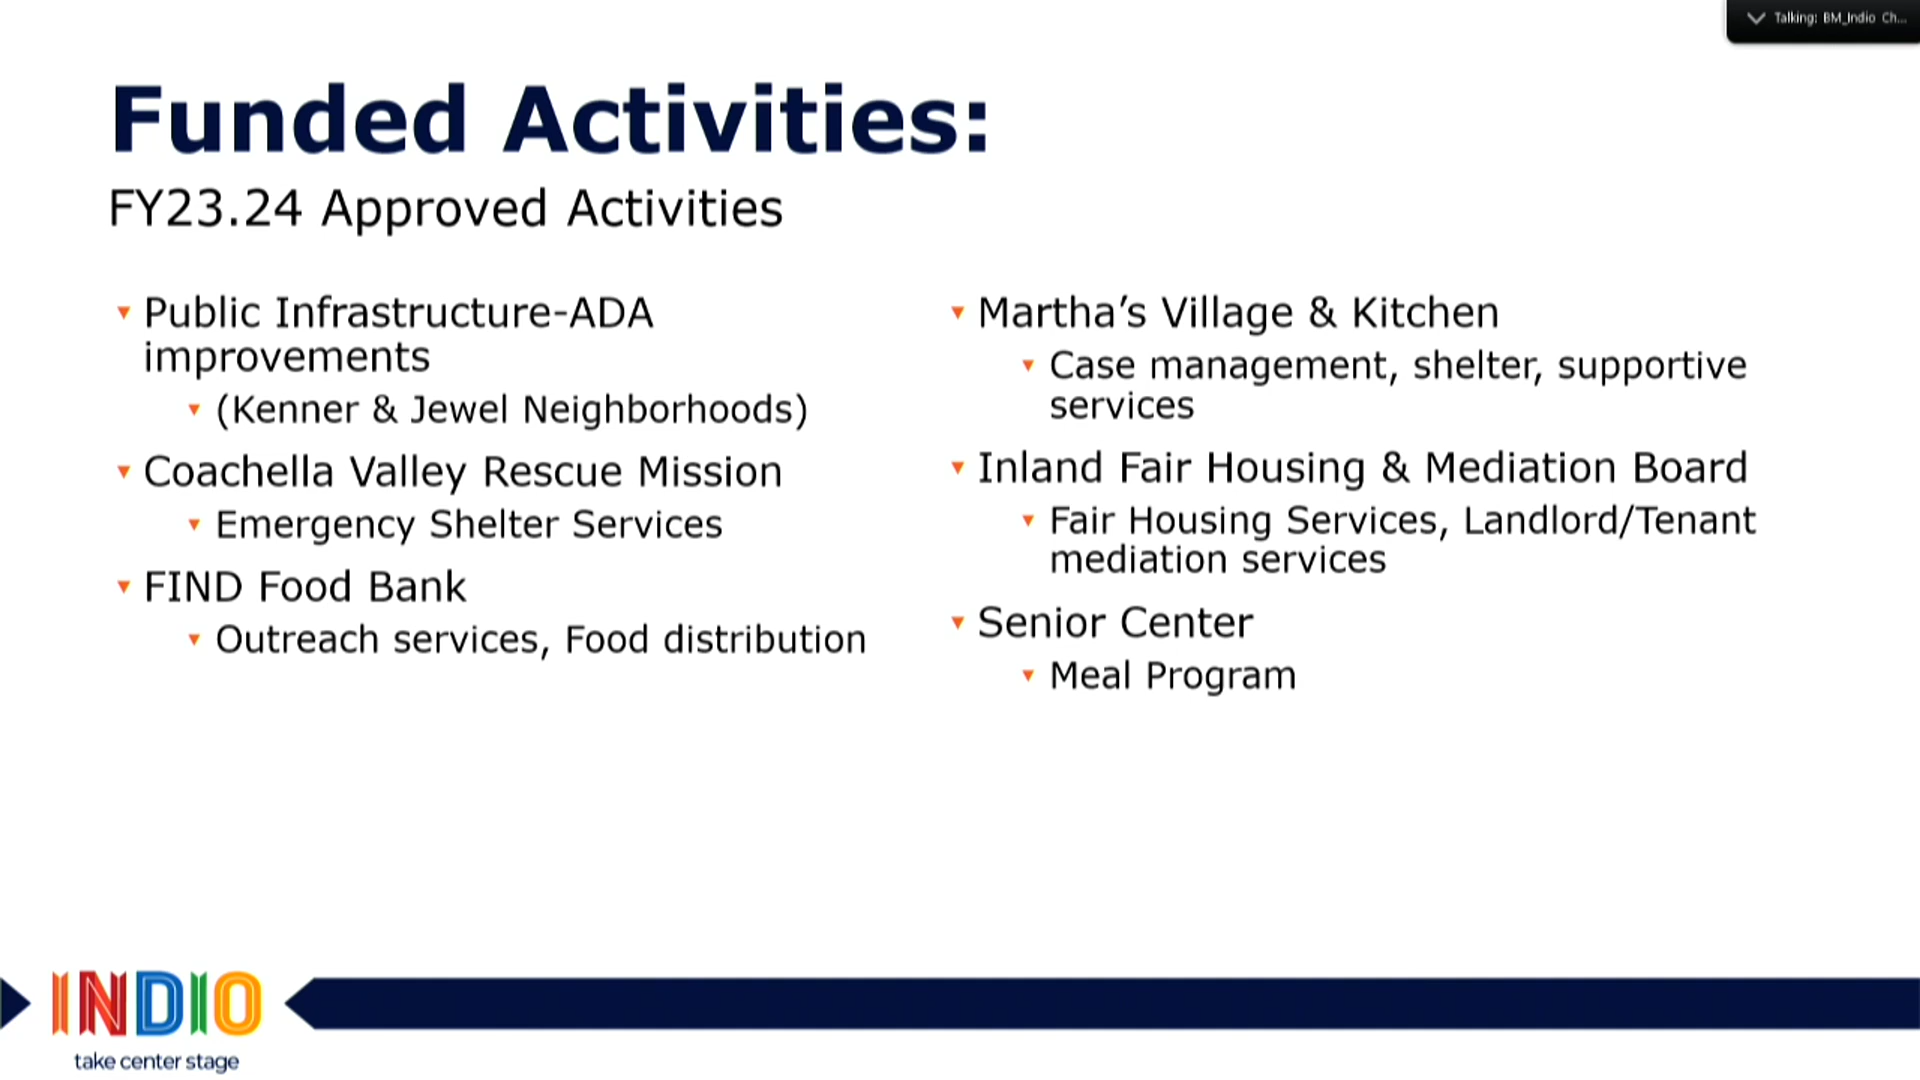 Talking: BM_Indio Ch...
Funded Activities:
FY23.24 Approved Activities
Public Infrastructure-ADA
improvements
(Kenner & Jewel Neighborhoods)
Coachella Valley Rescue Mission
Emergency Shelter Services
FIND Food Bank
Outreach services, Food distribution
Martha’s Village & Kitchen
Case management, shelter, supportive
services
Inland Fair Housing & Mediation Board
Fair Housing Services, Landlord/Tenant
mediation services
Senior Center
Meal Program
INDIO
take center stage